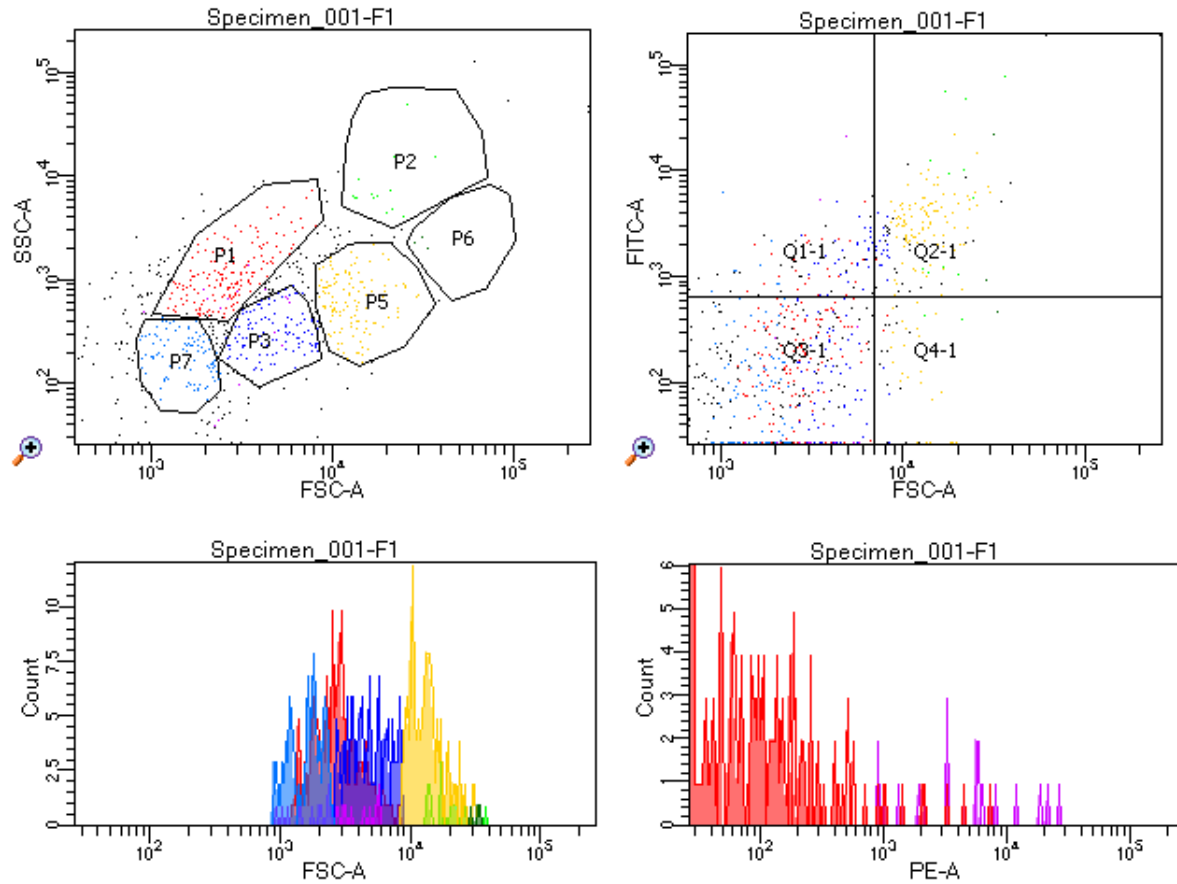 Specimen_001-F1
SSC-A
10^5
10^4
10^3
10^2
P1
P2
P3
P5
P6
P7
10^3 10^4 10^5
FSC-A
Specimen_001-F1
FITC-A
10^5
10^4
10^3
10^2
Q1-1 Q2-1
Q3-1 Q4-1
10^3 10^4 10^5
FSC-A
Specimen_001-F1
Count
10
7.5
5
2.5
0
10^2 10^3 10^4 10^5
FSC-A
Specimen_001-F1
Count
6
5
4
3
2
1
0
10^2 10^3 10^4 10^5
PE-A